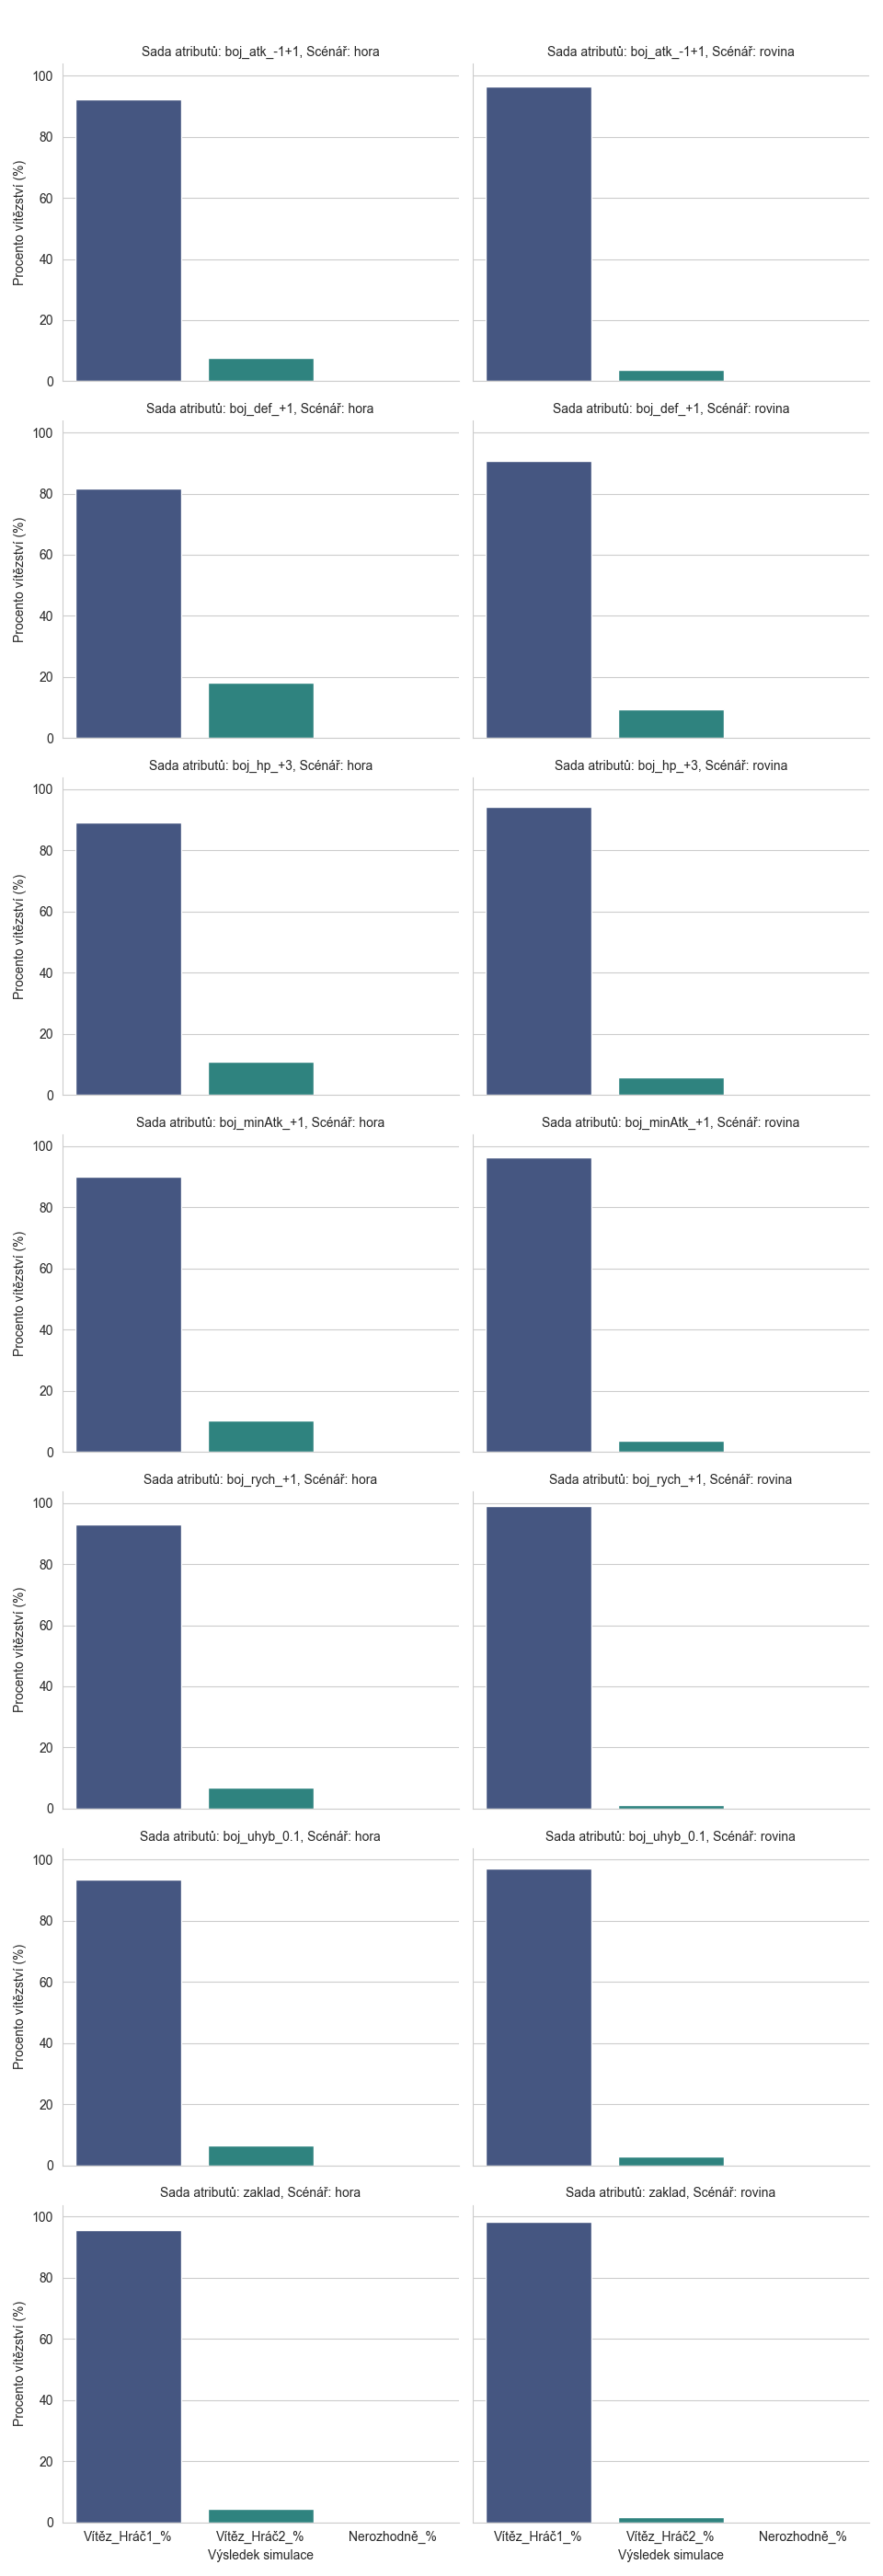 Sada atributů: boj_atk_-1+1, Scénář: hora
Sada atributů: boj_atk_-1+1, Scénář: rovina
Procento vítězství (%)
100
80
60
40
20
0
Sada atributů: boj_def_+1, Scénář: hora
Sada atributů: boj_def_+1, Scénář: rovina
Procento vítězství (%)
100
80
60
40
20
0
Sada atributů: boj_hp_+3, Scénář: hora
Sada atributů: boj_hp_+3, Scénář: rovina
Procento vítězství (%)
100
80
60
40
20
0
Sada atributů: boj_minAtk_+1, Scénář: hora
Sada atributů: boj_minAtk_+1, Scénář: rovina
Procento vítězství (%)
100
80
60
40
20
0
Sada atributů: boj_rych_+1, Scénář: hora
Sada atributů: boj_rych_+1, Scénář: rovina
Procento vítězství (%)
100
80
60
40
20
0
Sada atributů: boj_uhyb_0.1, Scénář: hora
Sada atributů: boj_uhyb_0.1, Scénář: rovina
Procento vítězství (%)
100
80
60
40
20
0
Sada atributů: zaklad, Scénář: hora
Sada atributů: zaklad, Scénář: rovina
Procento vítězství (%)
100
80
60
40
20
0
Vítěz_Hráč1_% Vítěz_Hráč2_% Nerozhodně_%
Vítěz_Hráč1_% Vítěz_Hráč2_% Nerozhodně_%
Výsledek simulace
Výsledek simulace